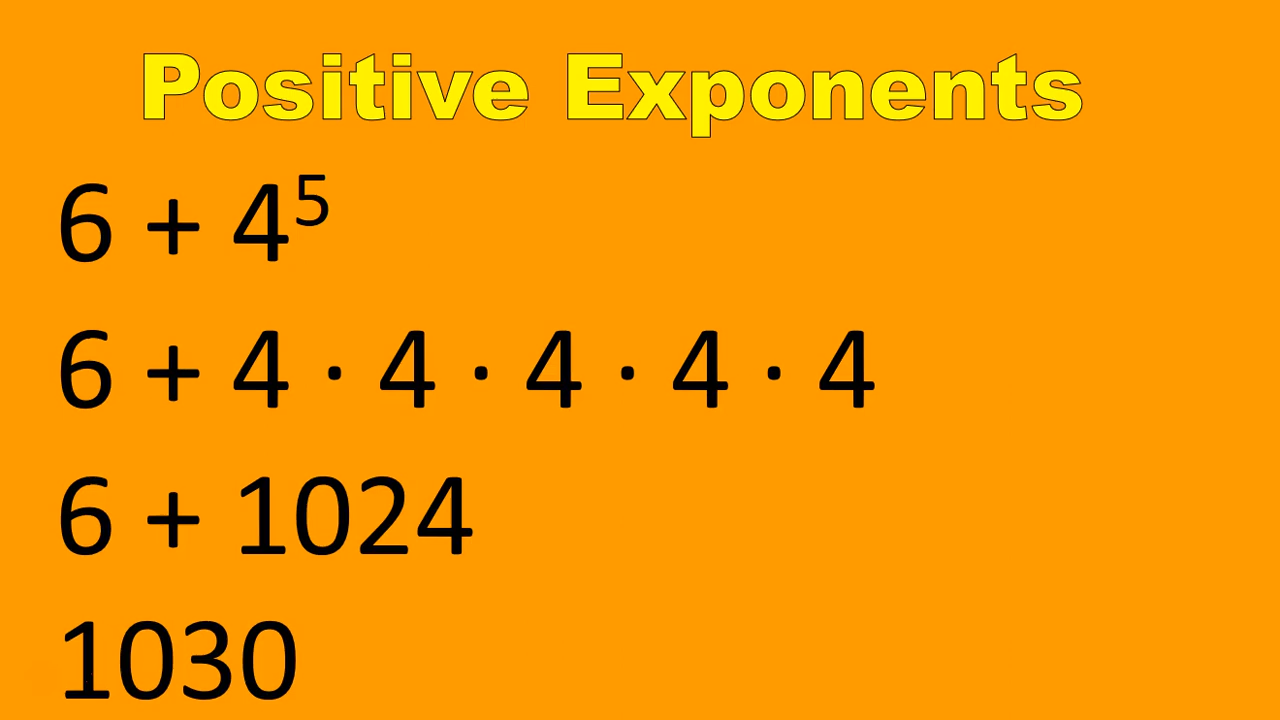 Positive Exponents
6 + 4⁵
6 + 4 · 4 · 4 · 4 · 4
6 + 1024
1030